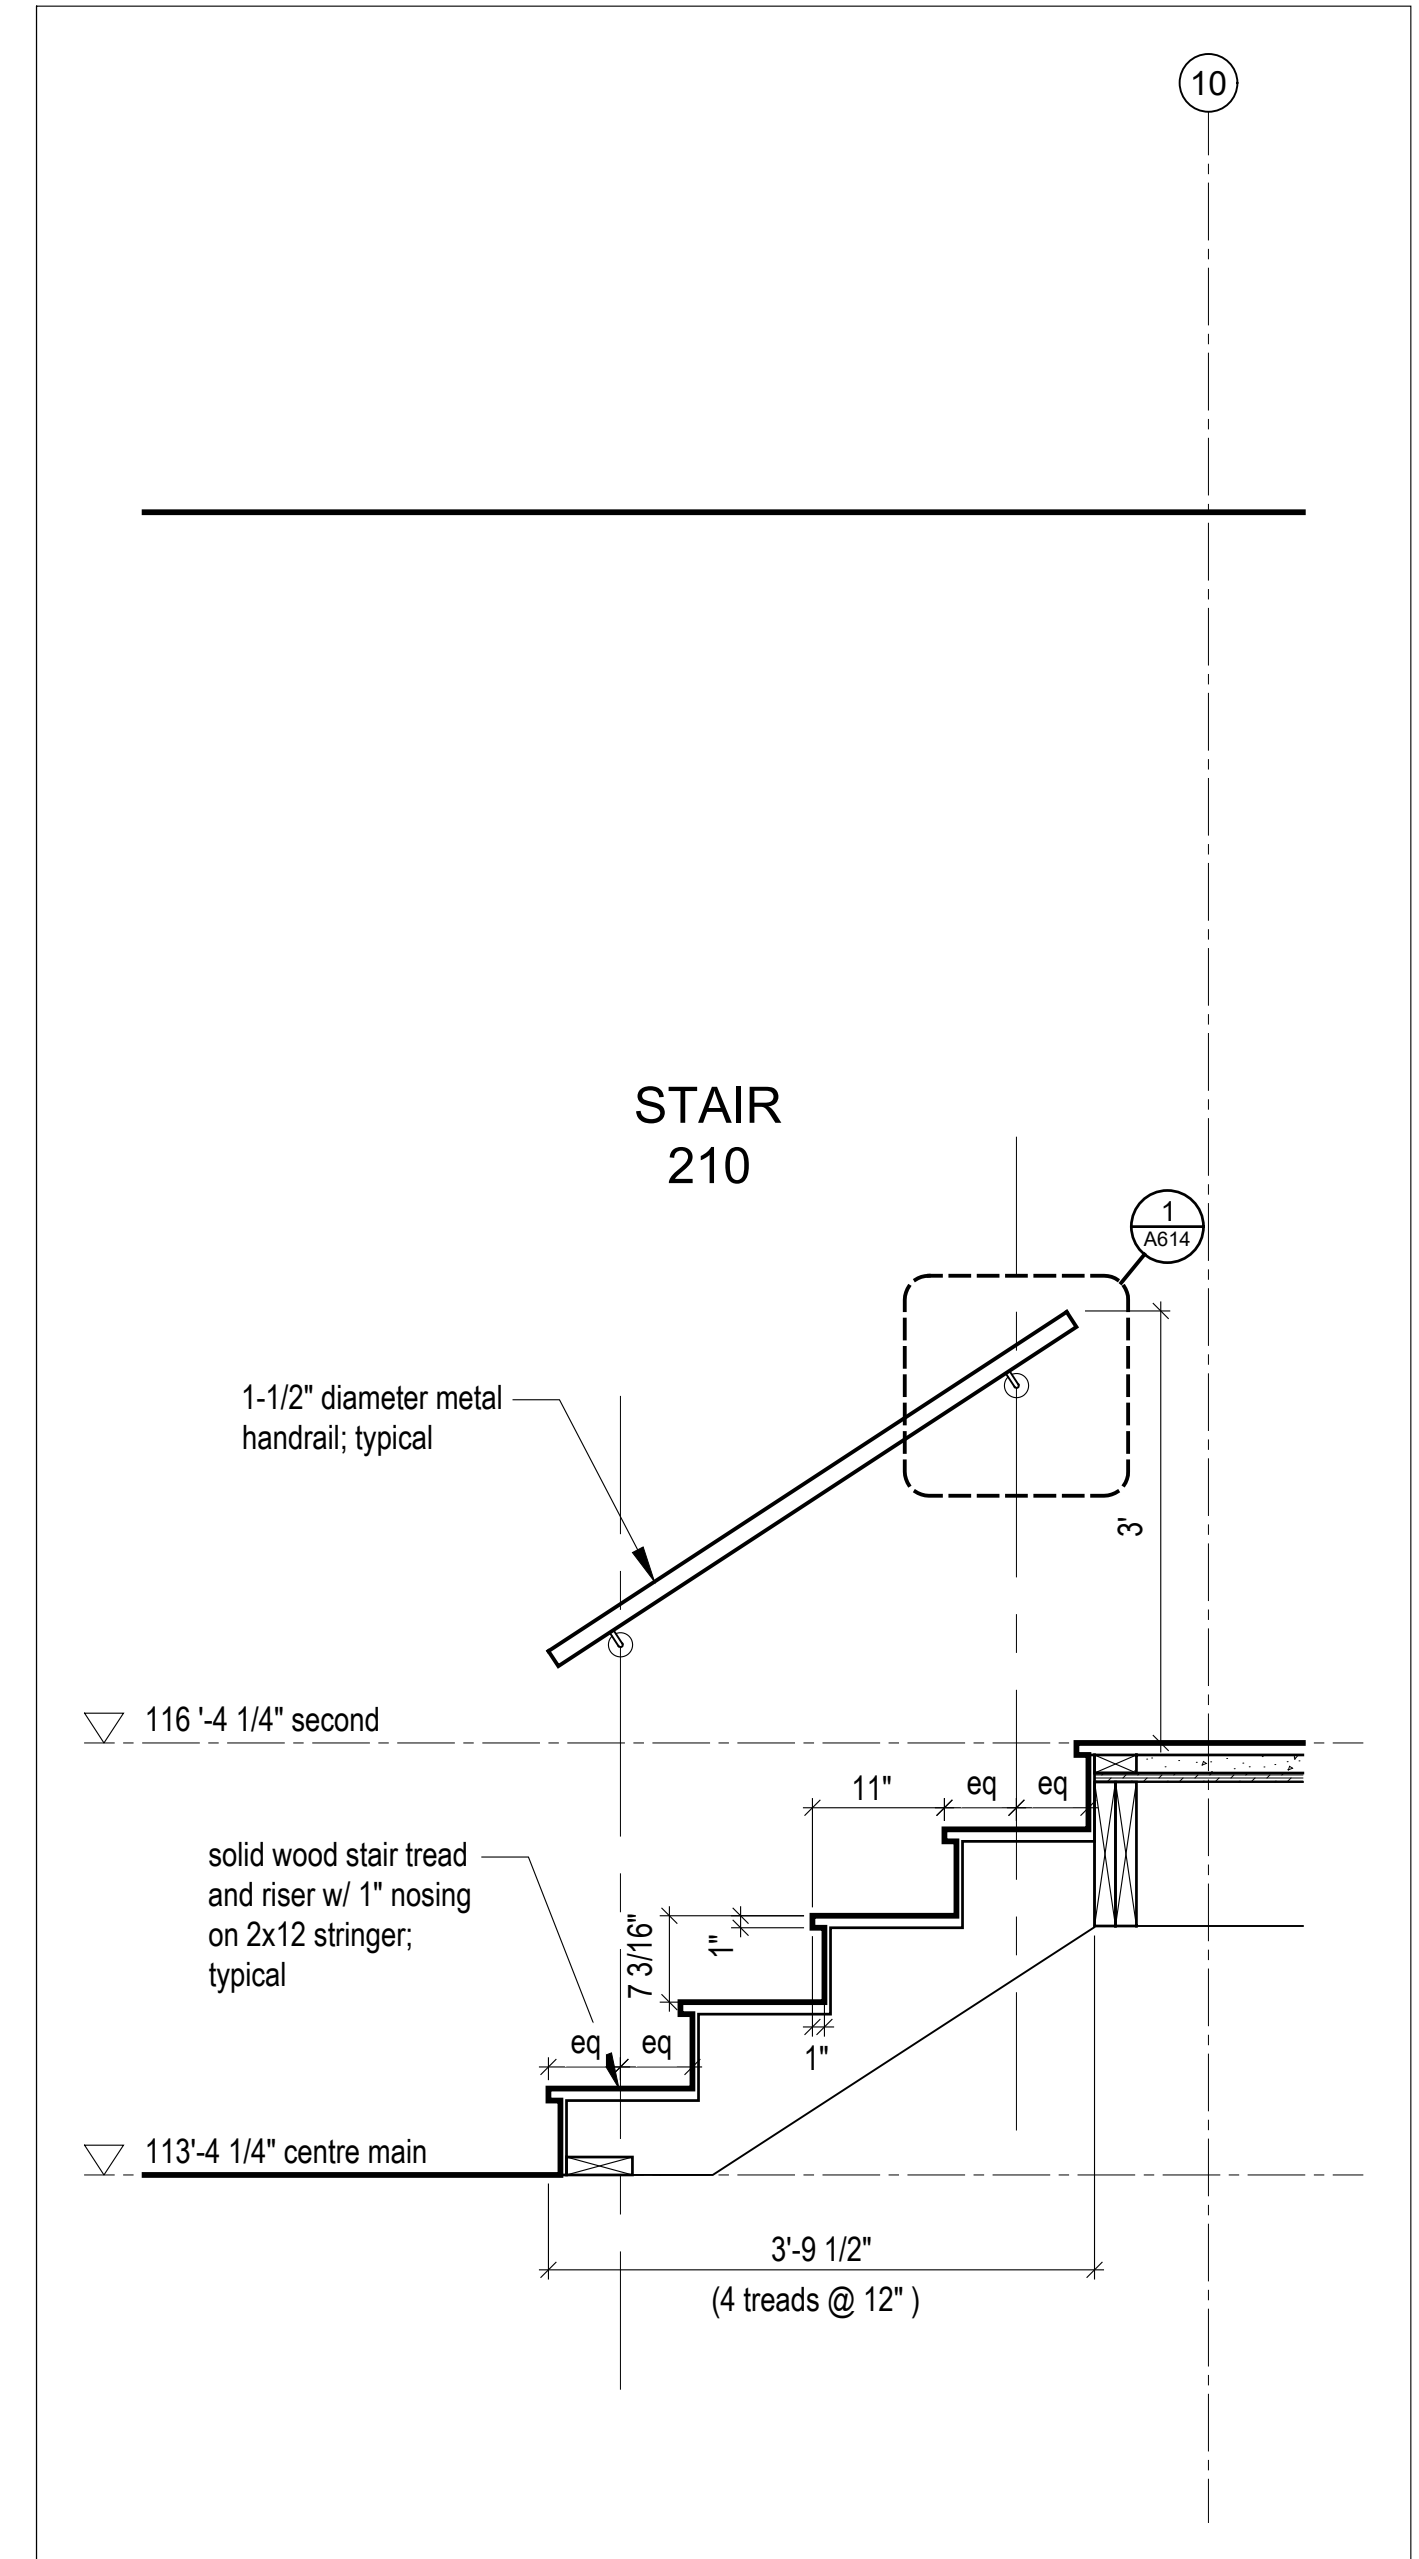 10
STAIR
210
1
A614
1-1/2" diameter metal
handrail; typical
3'
116 '-4 1/4" second
11"
eq
eq
solid wood stair tread
and riser w/ 1" nosing
on 2x12 stringer;
typical
7 3/16"
1"
eq
eq
1"
113'-4 1/4" centre main
3'-9 1/2"
(4 treads @ 12" )